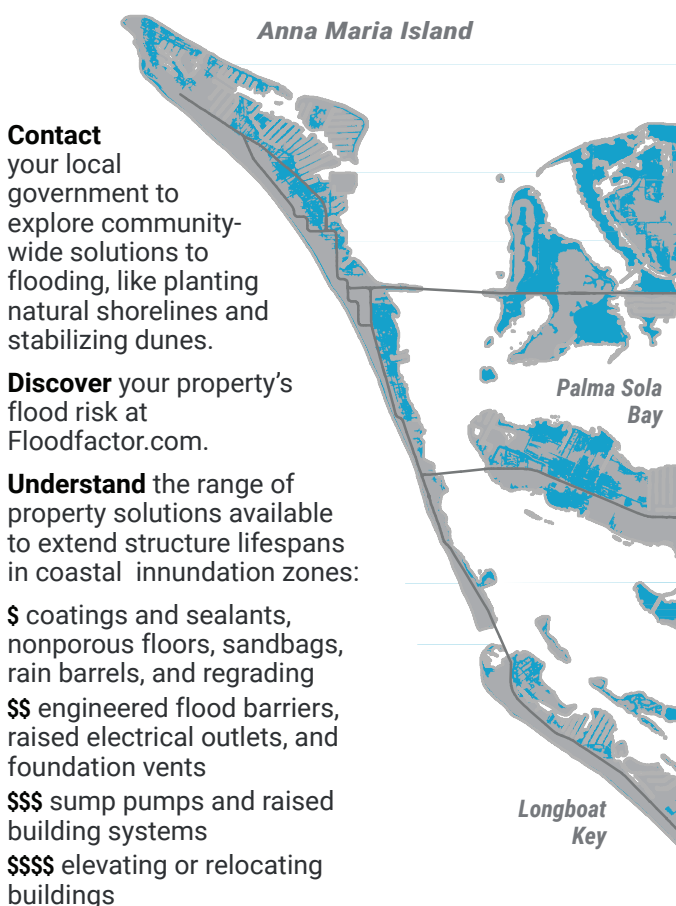 Anna Maria Island
Contact
your local
government to
explore community-
wide solutions to
flooding, like planting
natural shorelines and
stabilizing dunes.
Discover your property’s
flood risk at
Floodfactor.com.
Understand the range of
property solutions available
to extend structure lifespans
in coastal innundation zones:
$ coatings and sealants,
nonporous floors, sandbags,
rain barrels, and regrading
$$ engineered flood barriers,
raised electrical outlets, and
foundation vents
$$$ sump pumps and raised
building systems
$$$$ elevating or relocating
buildings
Palma Sola
Bay
Longboat
Key